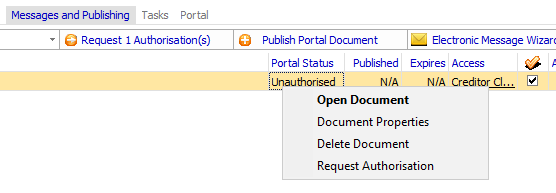 Messages and Publishing Tasks Portal
Request 1 Authorisation(s) Publish Portal Document Electronic Message Wizar
Portal Status Published Expires Access
Unauthorised N/A N/A Creditor Cl...
Open Document
Document Properties
Delete Document
Request Authorisation